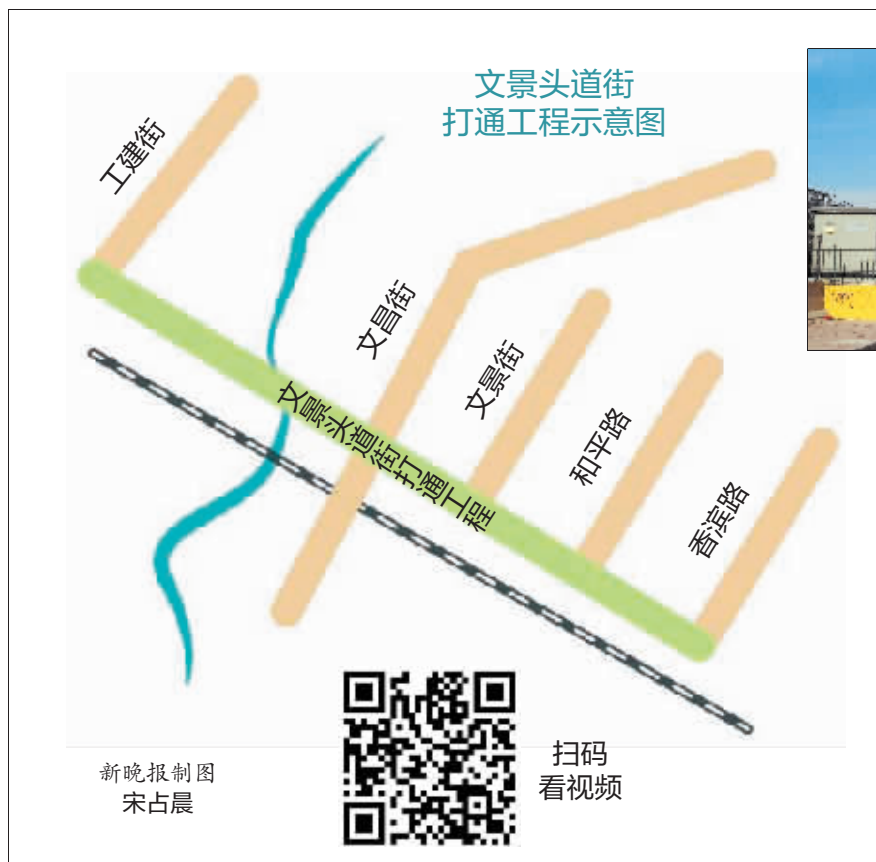 文景头道街
打通工程示意图
工建街
文昌街
文景街
和平路
香滨路
文景头道街打通工程
新晚报制图
宋占晨
扫码
看视频